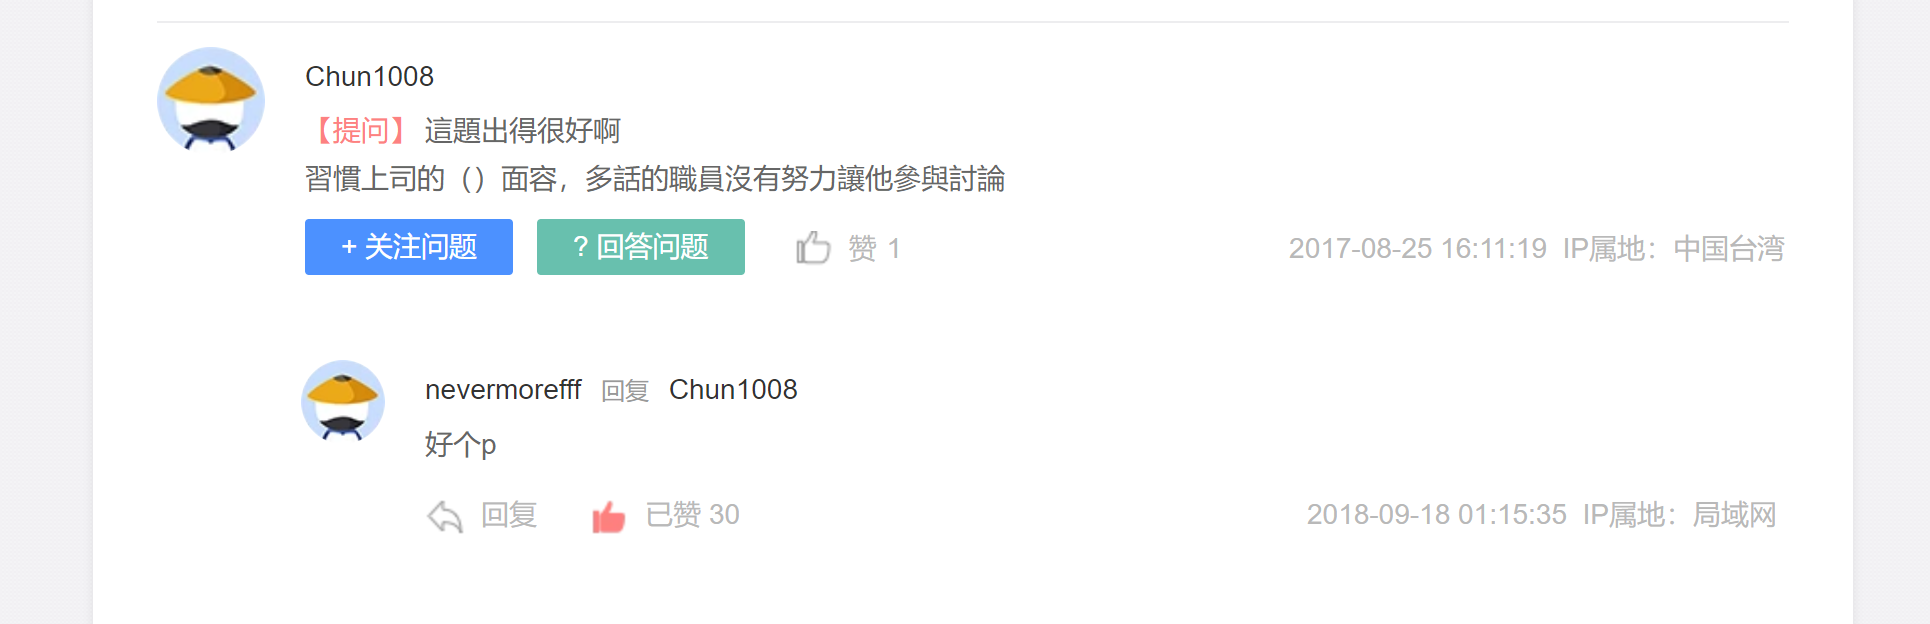 Chun1008
【提问】 這題出得很好啊
習慣上司的（）面容，多話的職員沒有努力讓他參與討論
+ 关注问题 ? 回答问题 赞 1 2017-08-25 16:11:19 IP属地：中国台湾
nevermorefff 回复 Chun1008
好个p
回复 已赞 30 2018-09-18 01:15:35 IP属地：局域网